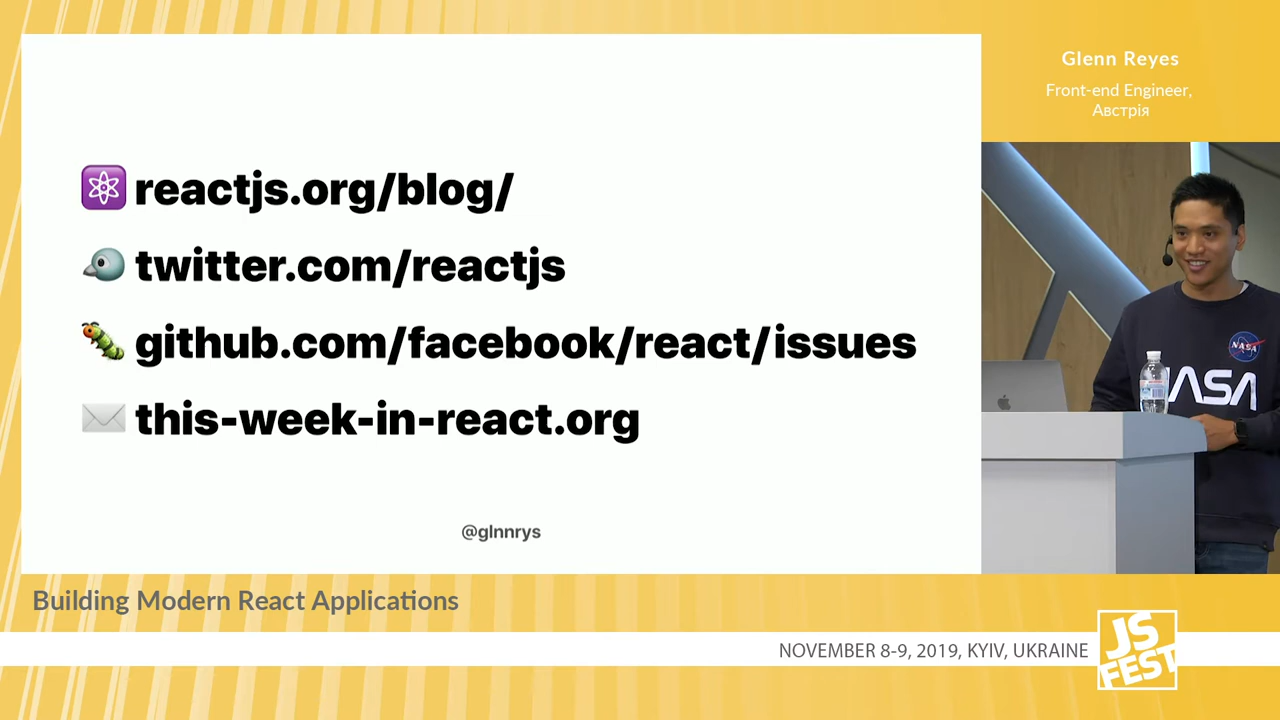 Glenn Reyes
Front-end Engineer,
Австрія
reactjs.org/blog/
twitter.com/reactjs
github.com/facebook/react/issues
this-week-in-react.org
@glnnrys
NASA
NASA
Building Modern React Applications
NOVEMBER 8-9, 2019, KYIV, UKRAINE
JS
FEST